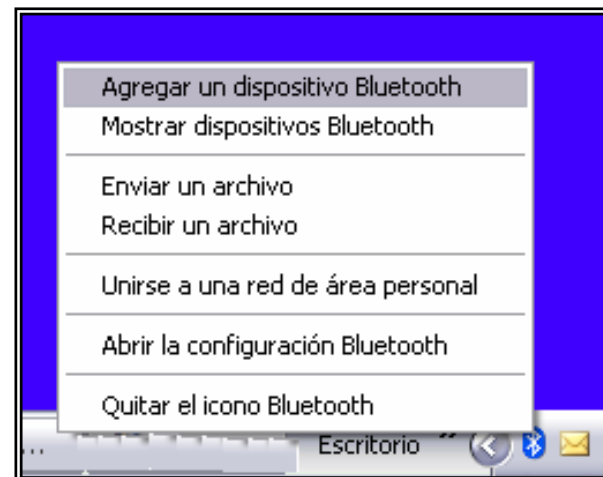 Agregar un dispositivo Bluetooth
Mostrar dispositivos Bluetooth
Enviar un archivo
Recibir un archivo
Unirse a una red de área personal
Abrir la configuración Bluetooth
Quitar el icono Bluetooth
... Escritorio »